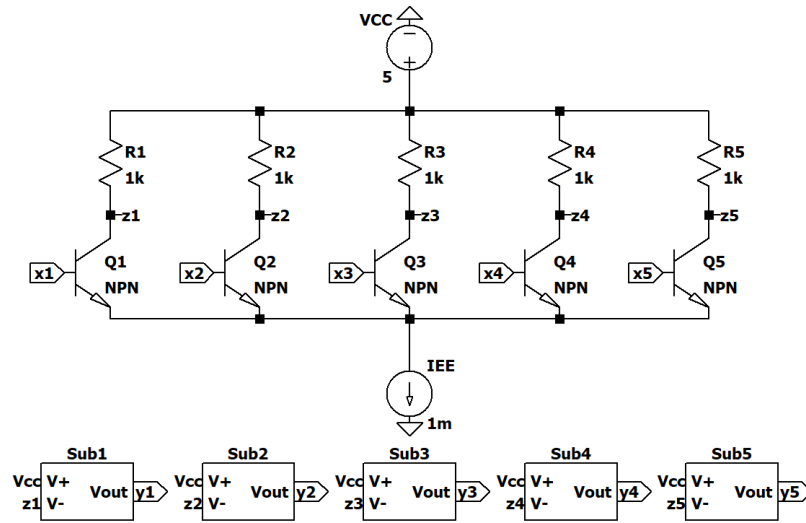 VCC
5
R1 R2 R3 R4 R5
1k 1k 1k 1k 1k
z1 z2 z3 z4 z5
Q1 Q2 Q3 Q4 Q5
x1 x2 x3 x4 x5
NPN NPN NPN NPN NPN
IEE
1m
Sub1 Sub2 Sub3 Sub4 Sub5
Vcc V+ Vcc V+ Vcc V+ Vcc V+ Vcc V+
Vout y1 Vout y2 Vout y3 Vout y4 Vout y5
z1 V- z2 V- z3 V- z4 V- z5 V-